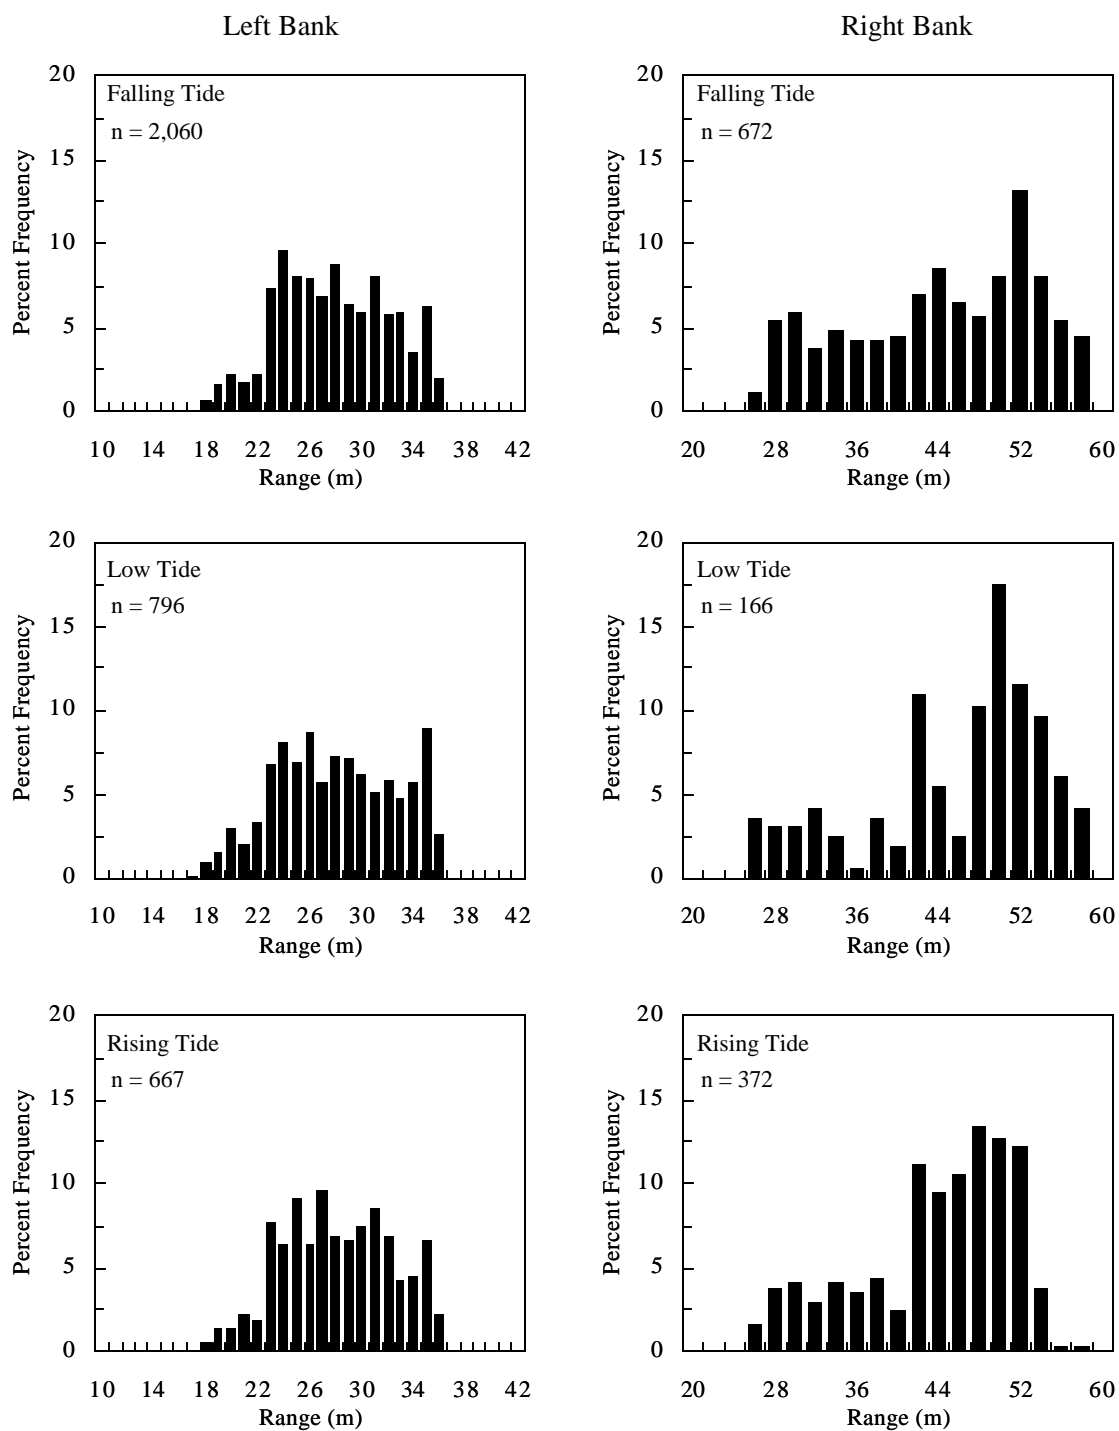 Left Bank
Right Bank
20
Falling Tide
n = 2,060
15
10
5
0
Percent Frequency
10 14 18 22 26 30 34 38 42
Range (m)
20
Falling Tide
n = 672
15
10
5
0
Percent Frequency
20 28 36 44 52 60
Range (m)
20
Low Tide
n = 796
15
10
5
0
Percent Frequency
10 14 18 22 26 30 34 38 42
Range (m)
20
Low Tide
n = 166
15
10
5
0
Percent Frequency
20 28 36 44 52 60
Range (m)
20
Rising Tide
n = 667
15
10
5
0
Percent Frequency
10 14 18 22 26 30 34 38 42
Range (m)
20
Rising Tide
n = 372
15
10
5
0
Percent Frequency
20 28 36 44 52 60
Range (m)